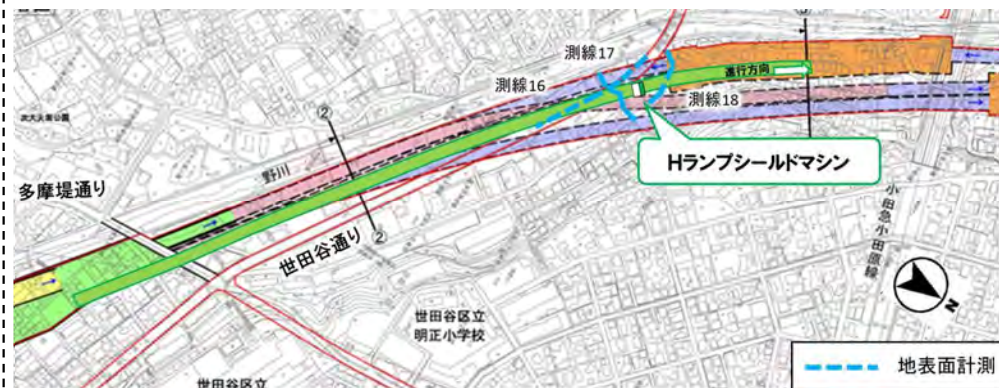 測線17
進行方向
測線16
測線18
②
Hランプシールドマシン
野川
多摩堤通り
小田急小田原線
世田谷通り
②
N
世田谷区立
明正小学校
地表面計測
世田谷区立